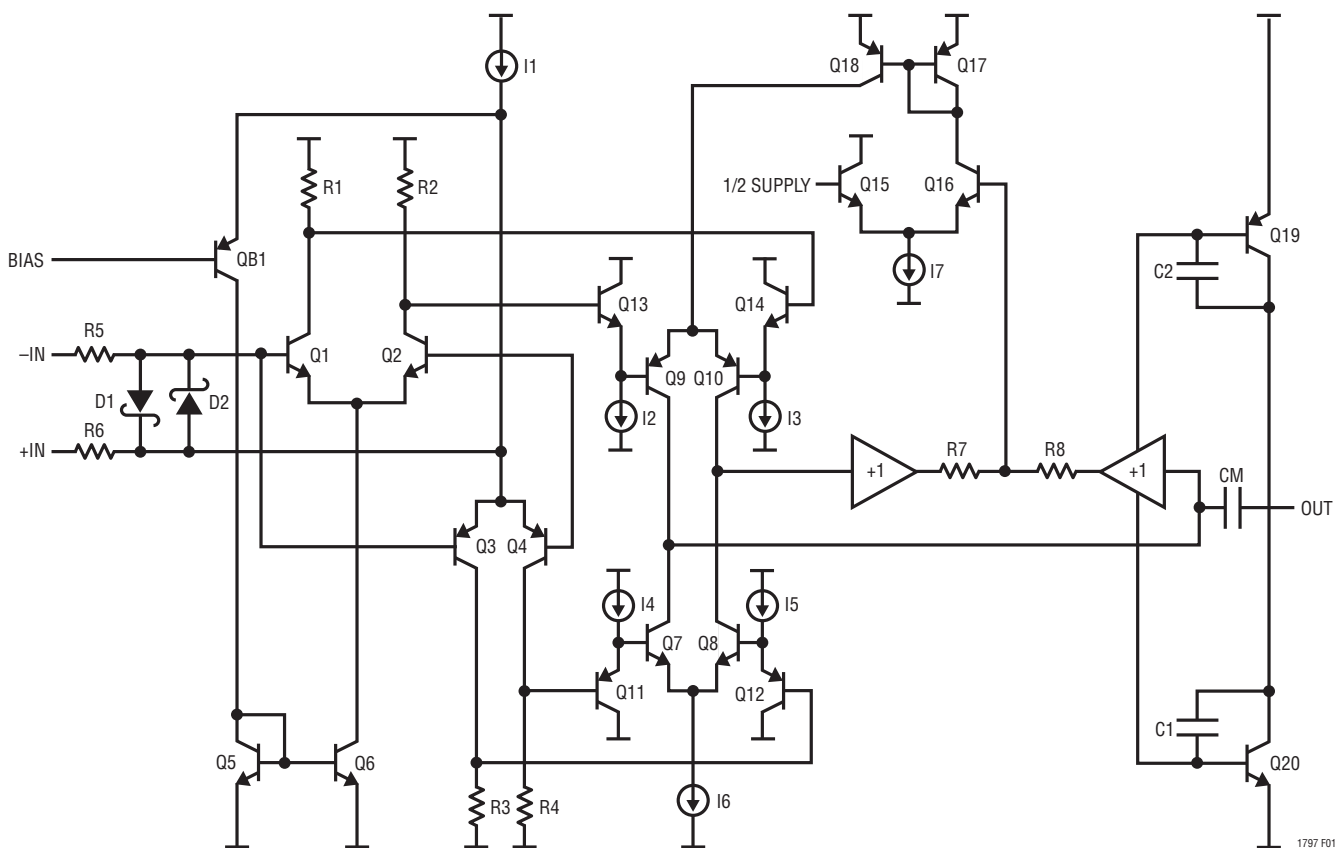 I1
Q18
Q17
R1
R2
1/2 SUPPLY
Q15
Q16
QB1
Q19
BIAS
C2
I7
Q13
Q14
R5
–IN
Q1
Q2
Q9
Q10
D1
D2
I2
I3
R6
+IN
+1
R7
R8
+1
CM
OUT
Q3
Q4
I4
I5
Q7
Q8
Q11
Q12
C1
Q5
Q6
Q20
R3
R4
I6
1797 F01